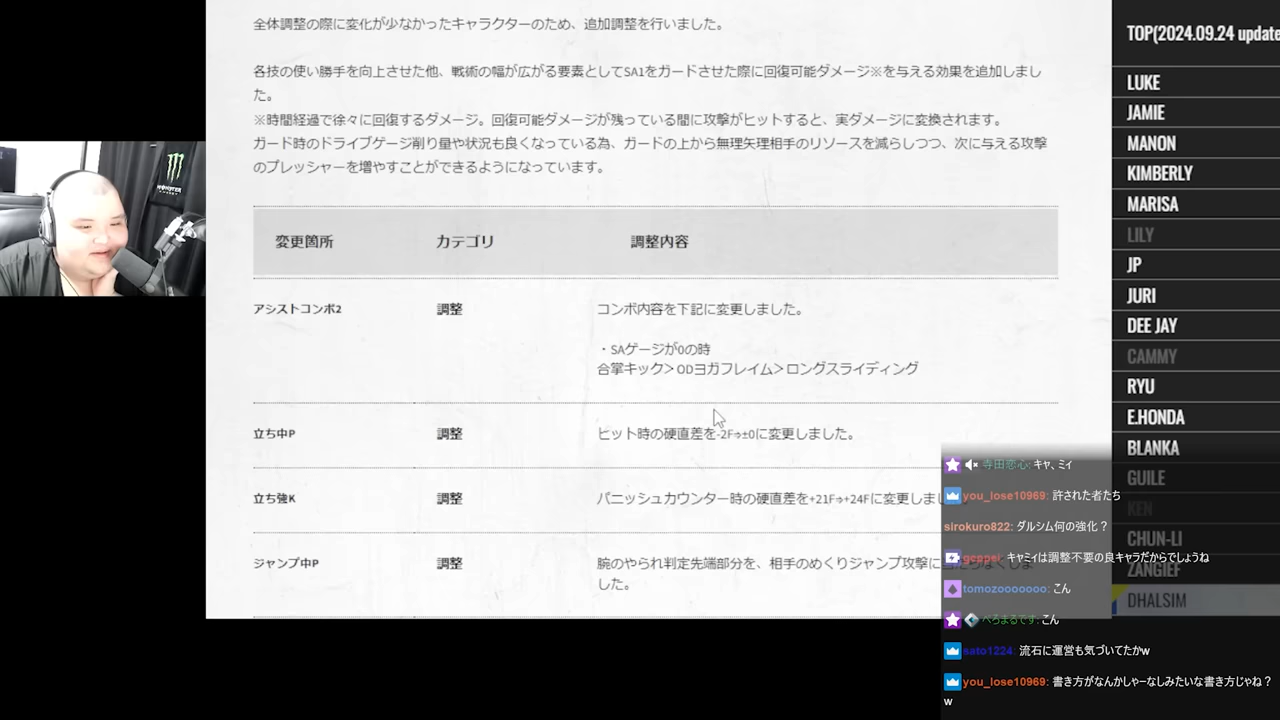 全体調整の際に変化が少なかったキャラクターのため、追加調整を行いました。
各技の使い勝手を向上させた他、戦術の幅が広がる要素としてSA1をガードさせた際に回復可能ダメージ※を与える効果を追加しまし
た。
※時間経過で徐々に回復するダメージ。回復可能ダメージが残っている間に攻撃がヒットすると、実ダメージに変換されます。
ガード時のドライブゲージ削り量や状況も良くなっている為、ガードの上から無理矢理相手のリソースを減らしつつ、次に与える攻撃
のプレッシャーを増やすことができるようになっています。
変更箇所 カテゴリ 調整内容
アシストコンボ2 調整 コンボ内容を下記に変更しました。
・SAゲージが0の時
合掌キック>ODヨガフレイム>ロングスライディング
立ち中P 調整 ヒット時の硬直差を-2F⇒±0に変更しました。
立ち強K 調整 パニッシュカウンター時の硬直差を+21F⇒+24Fに変更しまし
ジャンプ中P 調整 腕のやられ判定先端部分を、相手のめくりジャンプ攻撃に
した。
MONSTER
TOP(2024.09.24 update
LUKE
JAMIE
MANON
KIMBERLY
MARISA
LILY
JP
JURI
DEE JAY
CAMMY
RYU
E.HONDA
BLANKA
GUILE
KEN
CHUN-LI
ZANGIEF
DHALSIM
寺田恋心: キャ、ミィ
you_lose10969: 許された者たち
sirokuro822: ダルシム何の強化？
geppei: キャミィは調整不要の良キャラだからでしょうね
tomozooooooo: こん
ぺろまるです: こん
sato1224: 流石に運営も気づいてたかw
you_lose10969: 書き方がなんかしゃーなしみたいな書き方じゃね？
w